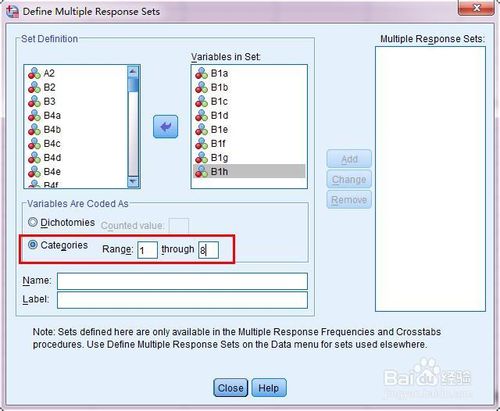 Define Multiple Response Sets
Set Definition
Variables in Set:
Multiple Response Sets:
A2
B2
B3
B4a
B4b
B4c
B4d
B4e
B4f
B1a
B1b
B1c
B1d
B1e
B1f
B1g
B1h
Add
Change
Remove
Variables Are Coded As
Dichotomies Counted value:
Categories Range: 1 through 8
Name:
Label:
Note: Sets defined here are only available in the Multiple Response Frequencies and Crosstabs
procedures. Use Define Multiple Response Sets on the Data menu for sets used elsewhere.
Close Help
Baidu 经验
jingyan.baidu.com